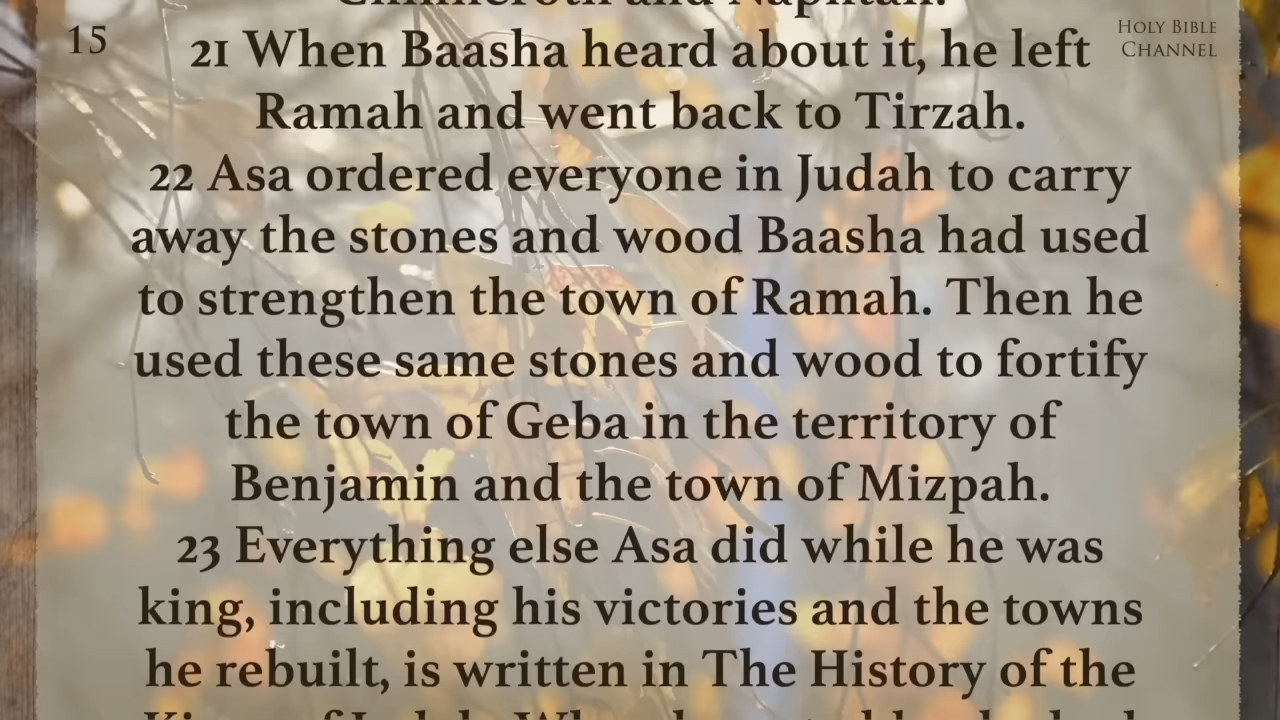 15
HOLY BIBLE
CHANNEL
Chinneroth and Naphtali.
21 When Baasha heard about it, he left
Ramah and went back to Tirzah.
22 Asa ordered everyone in Judah to carry
away the stones and wood Baasha had used
to strengthen the town of Ramah. Then he
used these same stones and wood to fortify
the town of Geba in the territory of
Benjamin and the town of Mizpah.
23 Everything else Asa did while he was
king, including his victories and the towns
he rebuilt, is written in The History of the